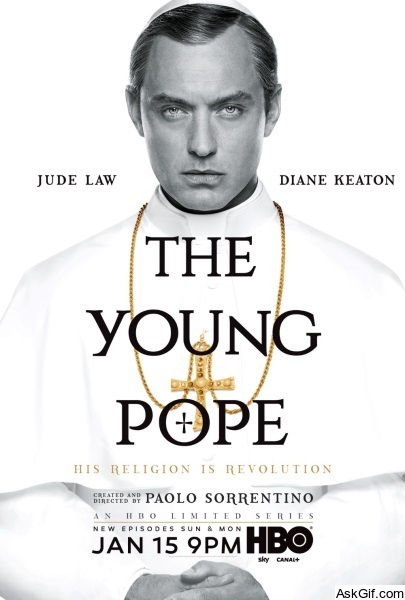 JUDE LAW DIANE KEATON
THE
YOUNG
POPE
HIS RELIGION IS REVOLUTION
CREATED AND
DIRECTED BY PAOLO SORRENTINO
AN HBO LIMITED SERIES
NEW EPISODES SUN & MON
JAN 15 9PM HBO
sky CANAL+
AskGif.com